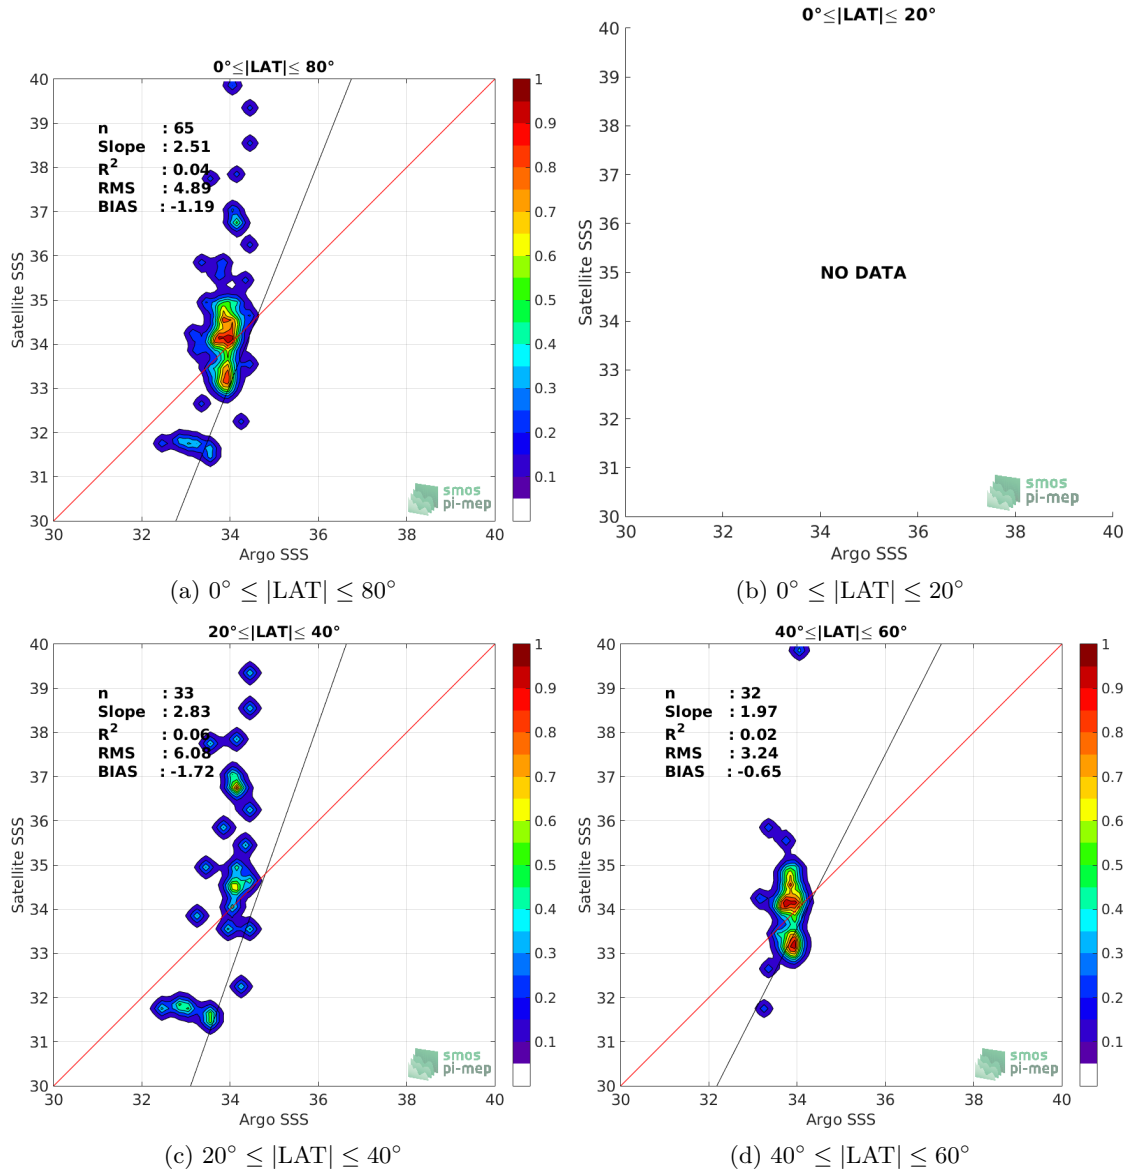 0°≤|LAT|≤ 80°
40
39
38
37
36
35
34
33
32
31
30
Satellite SSS
n : 65
Slope : 2.51
R2 : 0.04
RMS : 4.89
BIAS : -1.19
smos
pi-mep
30 32 34 36 38 40
Argo SSS
1
0.9
0.8
0.7
0.6
0.5
0.4
0.3
0.2
0.1
(a) 0° ≤ |LAT| ≤ 80°
0°≤|LAT|≤ 20°
40
39
38
37
36
35
34
33
32
31
30
Satellite SSS
NO DATA
smos
pi-mep
30 32 34 36 38 40
Argo SSS
(b) 0° ≤ |LAT| ≤ 20°
20°≤|LAT|≤ 40°
40
39
38
37
36
35
34
33
32
31
30
Satellite SSS
n : 33
Slope : 2.83
R2 : 0.06
RMS : 6.08
BIAS : -1.72
smos
pi-mep
30 32 34 36 38 40
Argo SSS
1
0.9
0.8
0.7
0.6
0.5
0.4
0.3
0.2
0.1
(c) 20° ≤ |LAT| ≤ 40°
40°≤|LAT|≤ 60°
40
39
38
37
36
35
34
33
32
31
30
Satellite SSS
n : 32
Slope : 1.97
R2 : 0.02
RMS : 3.24
BIAS : -0.65
smos
pi-mep
30 32 34 36 38 40
Argo SSS
1
0.9
0.8
0.7
0.6
0.5
0.4
0.3
0.2
0.1
(d) 40° ≤ |LAT| ≤ 60°